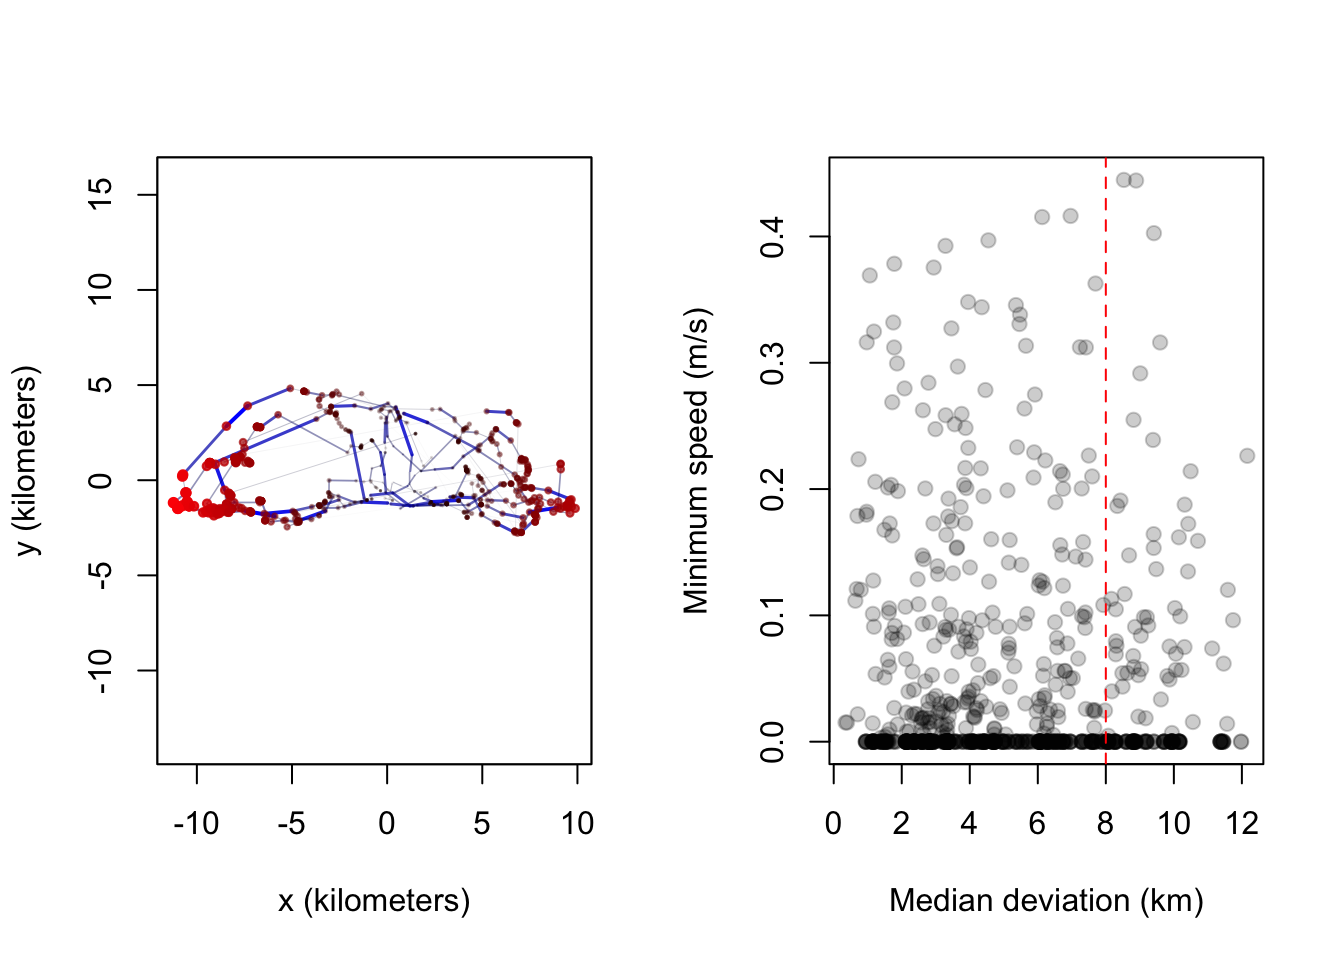 15
10
5
0
-5
-10
y (kilometers)
-10 -5 0 5 10
x (kilometers)
0.4
0.3
0.2
0.1
0.0
Minimum speed (m/s)
0 2 4 6 8 10 12
Median deviation (km)